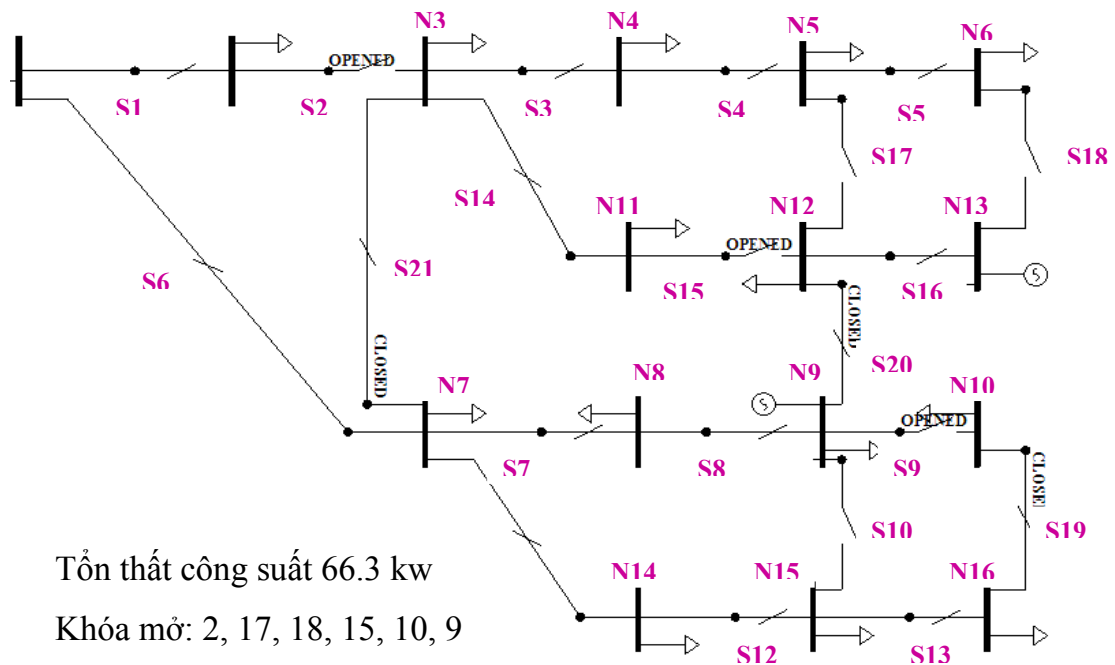 N3
N4
N5
N6
OPENED
S1
S2
S3
S4
S5
S17
S18
S14
N11
N12
N13
OPENED
S6
S21
S15
S16
S
CLOSED
CLOSED
S20
N7
N8
N9
N10
S
OPENED
S7
S8
S9
CLOSE
S10
S19
Tổn thất công suất 66.3 kw
N14
N15
N16
Khóa mở: 2, 17, 18, 15, 10, 9
S12
S13